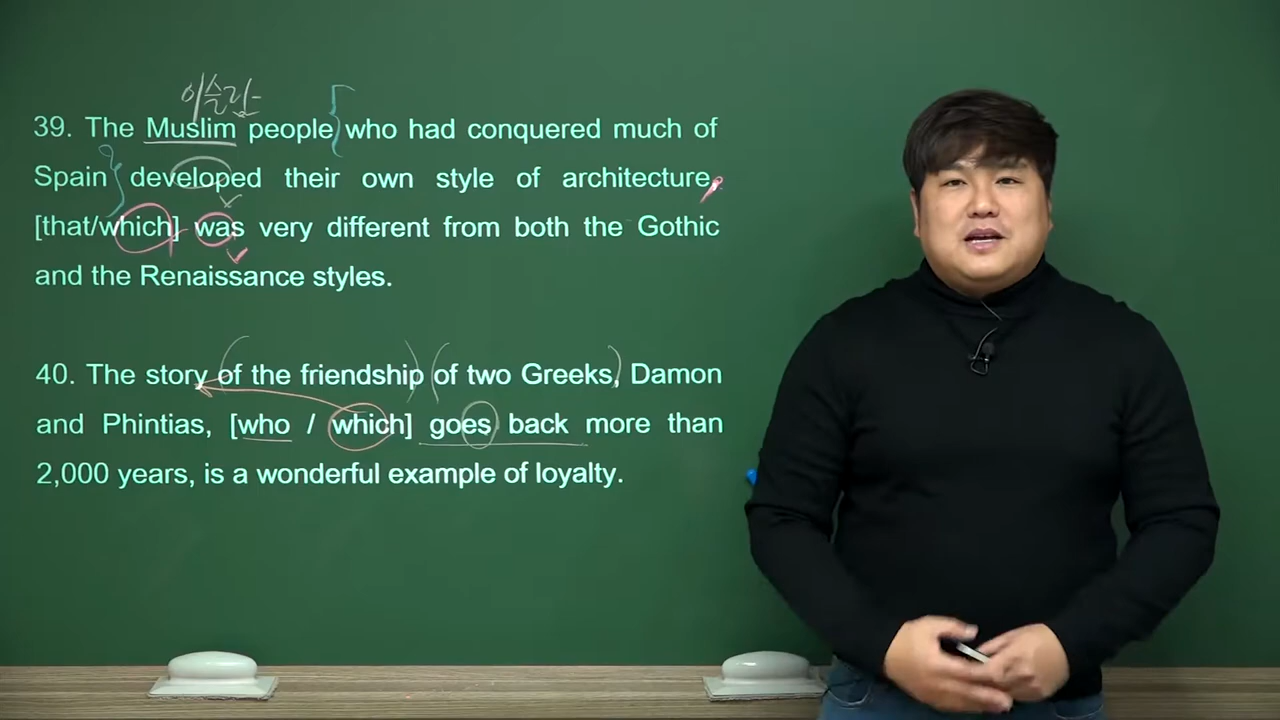 이슬람
39. The Muslim people who had conquered much of
Spain developed their own style of architecture,
[that/which] was very different from both the Gothic
and the Renaissance styles.
40. The story of the friendship of two Greeks, Damon
and Phintias, [who / which] goes back more than
2,000 years, is a wonderful example of loyalty.